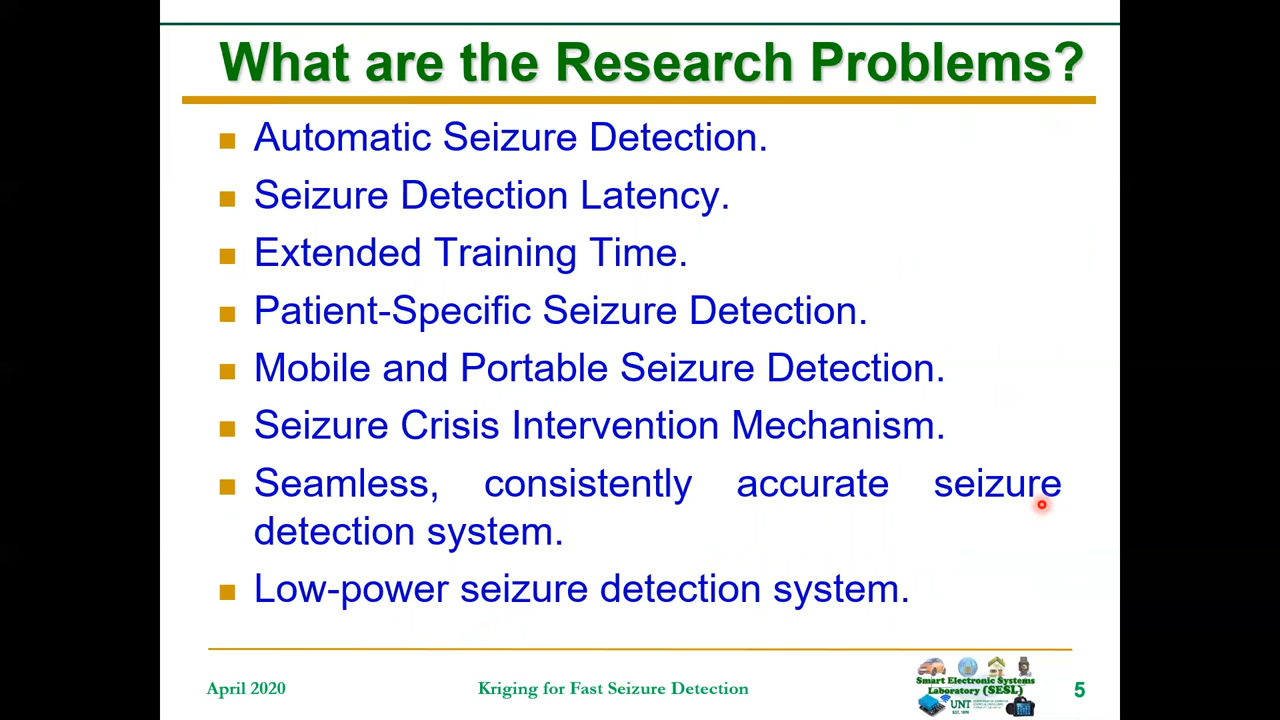 What are the Research Problems?
Automatic Seizure Detection.
Seizure Detection Latency.
Extended Training Time.
Patient-Specific Seizure Detection.
Mobile and Portable Seizure Detection.
Seizure Crisis Intervention Mechanism.
Seamless, consistently accurate seizure
detection system.
Low-power seizure detection system.
April 2020
Kriging for Fast Seizure Detection
Smart Electronic Systems
Laboratory (SESL)
UNT
5